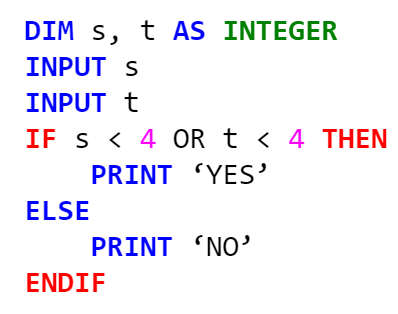 DIM s, t AS INTEGER
INPUT s
INPUT t
IF s < 4 OR t < 4 THEN
    PRINT ‘YES’
ELSE
    PRINT ‘NO’
ENDIF